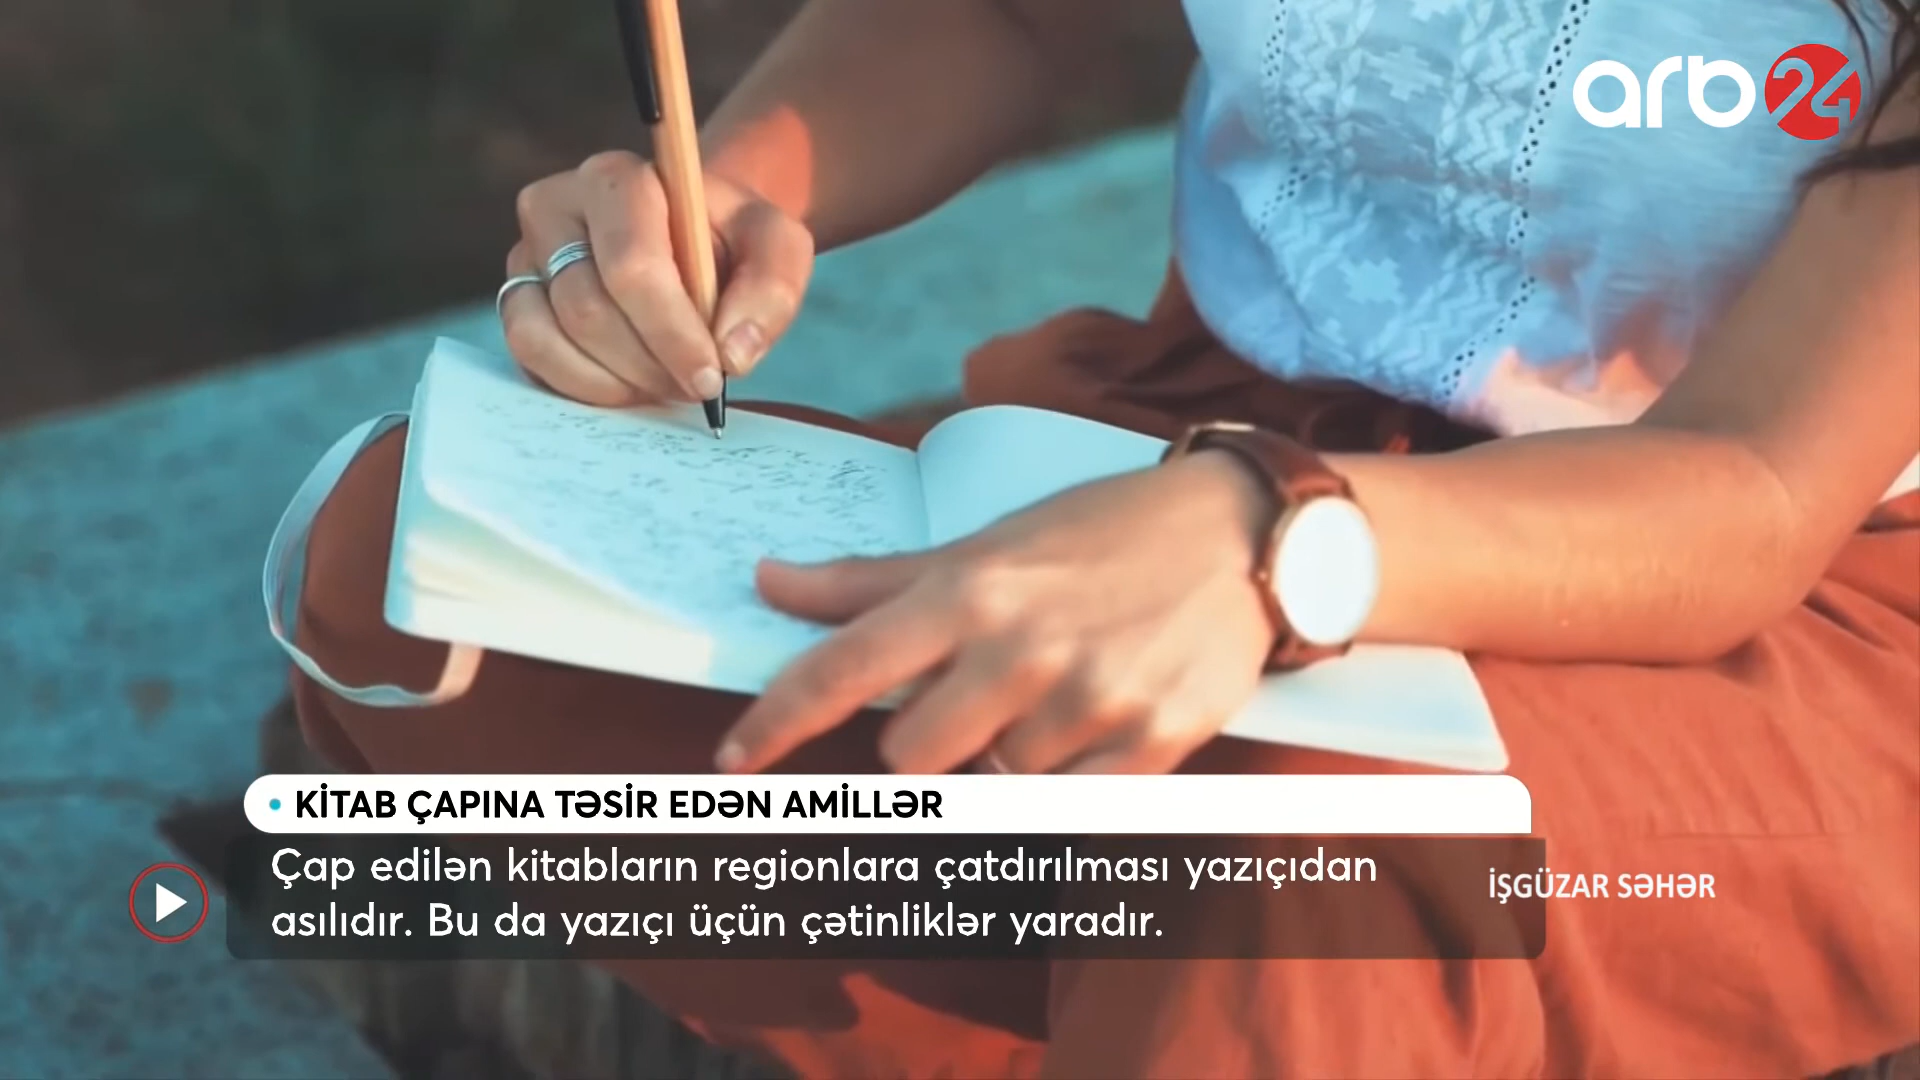 arb24
KİTAB ÇAPINA TƏSİR EDƏN AMİLLƏR
Çap edilən kitabların regionlara çatdırılması yazıçıdan
asılıdır. Bu da yazıçı üçün çətinliklər yaradır.
İŞGÜZAR SƏHƏR